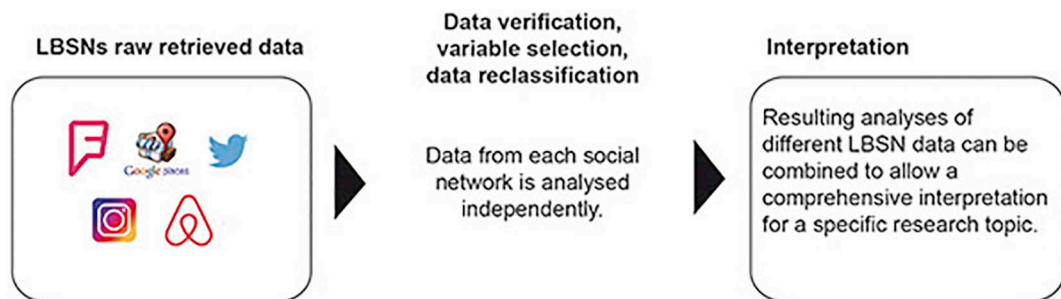 LBSNs raw retrieved data
Google
Data verification,
variable selection,
data reclassification
Data from each social
network is analysed
independently.
Interpretation
Resulting analyses of
different LBSN data can be
combined to allow a
comprehensive interpretation
for a specific research topic.